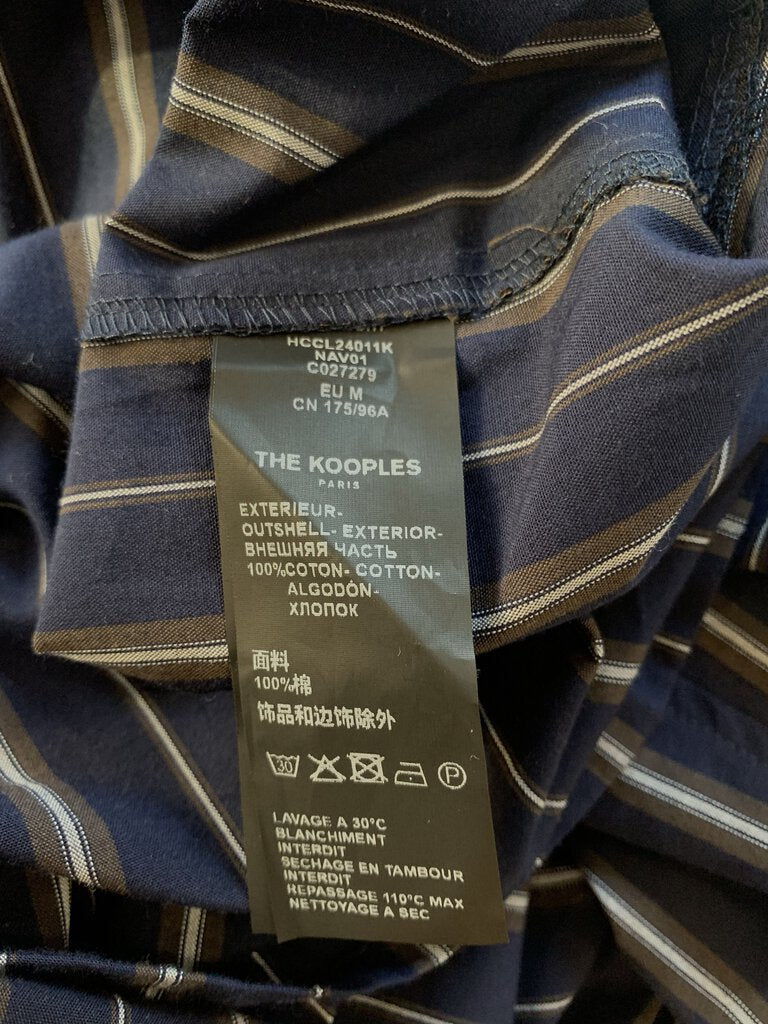 HCCL24011K
NAV01
C027279
EU M
CN 175/96A
THE KOOPLES
PARIS
EXTERIEUR-
OUTSHELL- EXTERIOR-
ВНЕШНЯЯ ЧАСТЬ
100%COTON- COTTON-
ALGODÓN-
ХЛОПОК
面料
100%棉
饰品和边饰除外
30
P
LAVAGE A 30°C
BLANCHIMENT
INTERDIT
SECHAGE EN TAMBOUR
INTERDIT
REPASSAGE 110°C MAX
NETTOYAGE A SEC